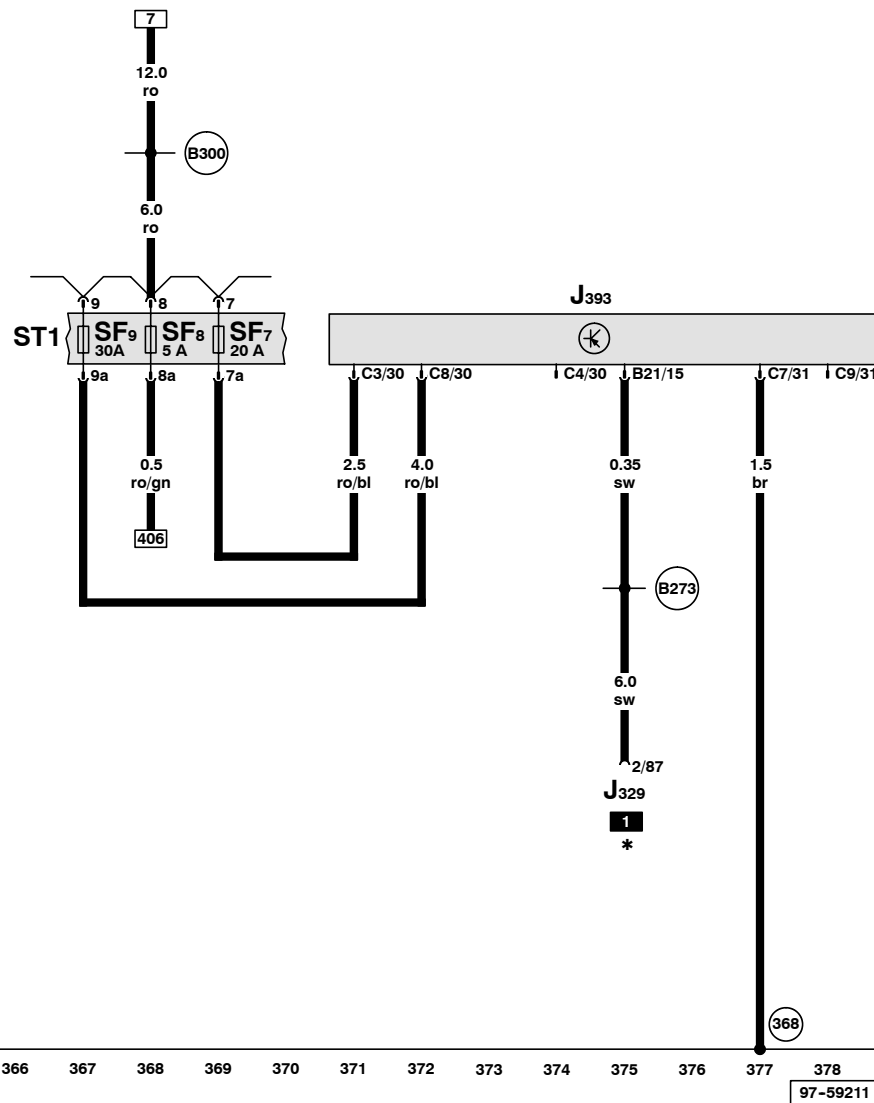 7
12.0
ro
B300
6.0
ro
J393
9 8 7
ST1 SF9 SF8 SF7
30A 5 A 20 A
9a 8a 7a C3/30 C8/30 C4/30 B21/15 C7/31 C9/31
0.5 2.5 4.0 0.35 1.5
ro/gn ro/bl ro/bl sw br
406
B273
6.0
sw
2/87
J329
1
*
368
366 367 368 369 370 371 372 373 374 375 376 377 378
97-59211